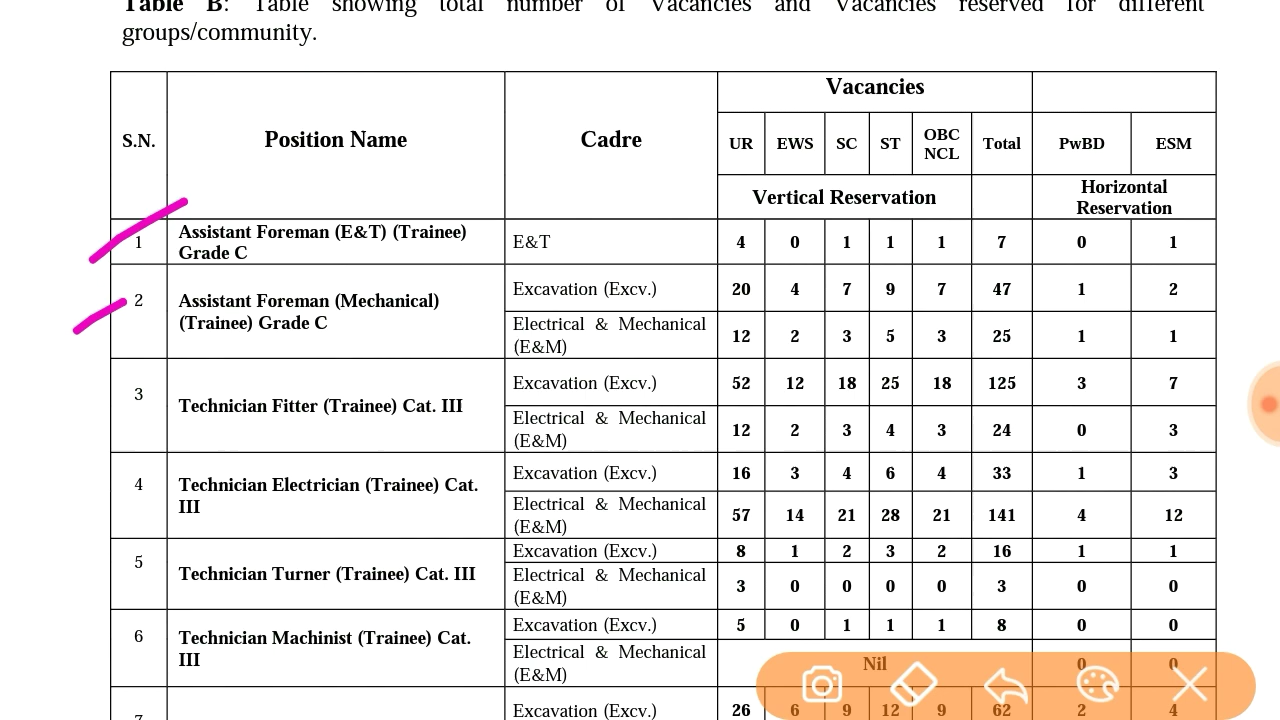 Table B: Table showing total number of Vacancies and Vacancies reserved for different
groups/community.
S.N. Position Name Cadre Vacancies
UR EWS SC ST OBC NCL Total PwBD ESM
Vertical Reservation Horizontal Reservation
1 Assistant Foreman (E&T) (Trainee) Grade C E&T 4 0 1 1 1 7 0 1
2 Assistant Foreman (Mechanical) (Trainee) Grade C Excavation (Excv.) 20 4 7 9 7 47 1 2
Electrical & Mechanical (E&M) 12 2 3 5 3 25 1 1
3 Technician Fitter (Trainee) Cat. III Excavation (Excv.) 52 12 18 25 18 125 3 7
Electrical & Mechanical (E&M) 12 2 3 4 3 24 0 3
4 Technician Electrician (Trainee) Cat. III Excavation (Excv.) 16 3 4 6 4 33 1 3
Electrical & Mechanical (E&M) 57 14 21 28 21 141 4 12
5 Technician Turner (Trainee) Cat. III Excavation (Excv.) 8 1 2 3 2 16 1 1
Electrical & Mechanical (E&M) 3 0 0 0 0 3 0 0
6 Technician Machinist (Trainee) Cat. III Excavation (Excv.) 5 0 1 1 1 8 0 0
Electrical & Mechanical (E&M) Nil 0 0
7 Excavation (Excv.) 26 6 9 12 9 62 2 4